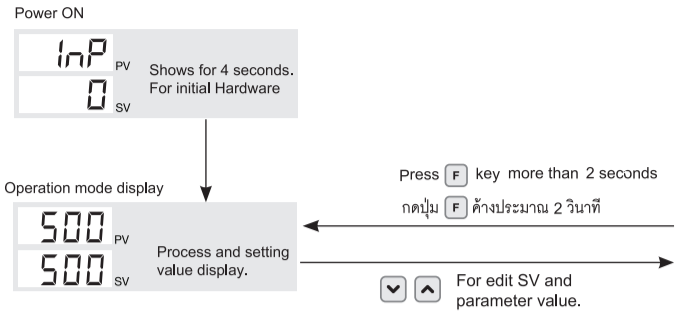 Power ON
InP PV
0 SV
Shows for 4 seconds.
For initial Hardware
Operation mode display
500 PV
500 SV
Process and setting
value display.
Press F key more than 2 seconds
กดปุ่ม F ค้างประมาณ 2 วินาที
For edit SV and
parameter value.